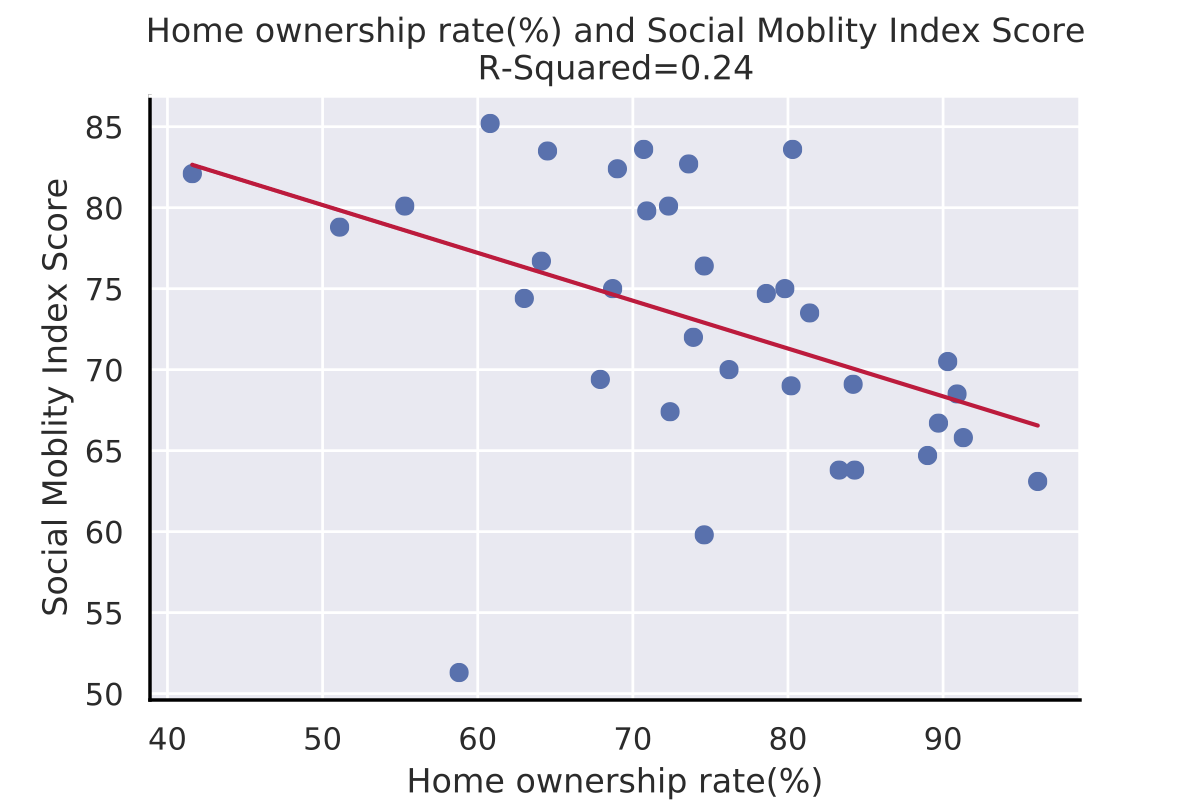 Home ownership rate(%) and Social Moblity Index Score
R-Squared=0.24
Social Moblity Index Score
85
80
75
70
65
60
55
50
40 50 60 70 80 90
Home ownership rate(%)